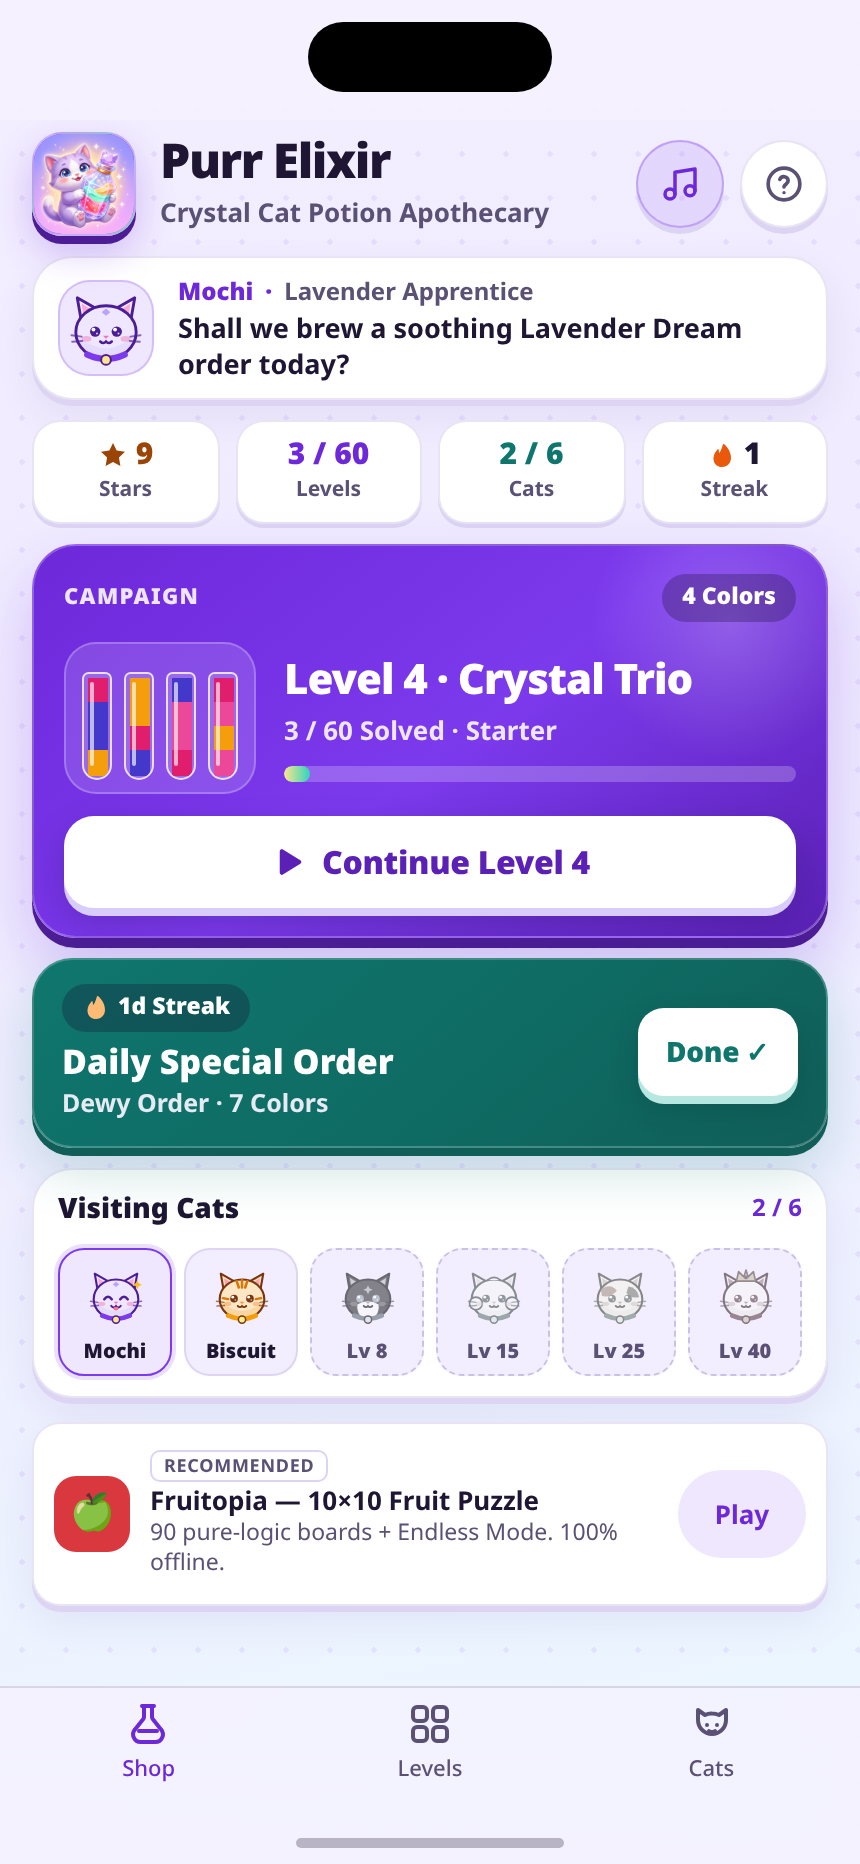 Purr Elixir
Crystal Cat Potion Apothecary
Mochi · Lavender Apprentice
Shall we brew a soothing Lavender Dream
order today?
9
Stars
3 / 60
Levels
2 / 6
Cats
1
Streak
CAMPAIGN
4 Colors
Level 4 · Crystal Trio
3 / 60 Solved · Starter
Continue Level 4
1d Streak
Daily Special Order
Dewy Order · 7 Colors
Done ✓
Visiting Cats
2 / 6
Mochi
Biscuit
Lv 8
Lv 15
Lv 25
Lv 40
RECOMMENDED
Fruitopia — 10×10 Fruit Puzzle
90 pure-logic boards + Endless Mode. 100%
offline.
Play
Shop
Levels
Cats